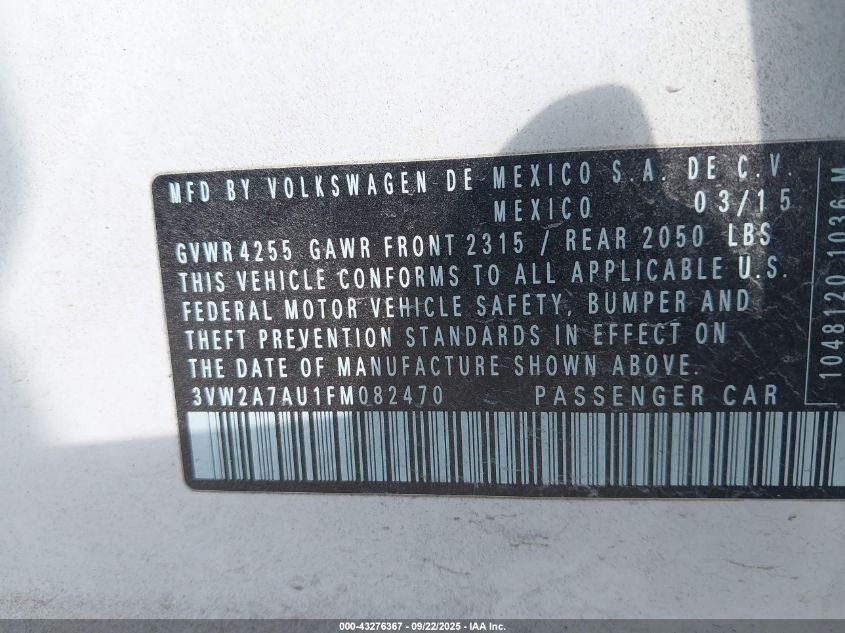 MFD BY VOLKSWAGEN DE MEXICO S.A. DE C.V.
MEXICO 03/15
GVWR 4255 GAWR FRONT 2315 / REAR 2050 LBS
THIS VEHICLE CONFORMS TO ALL APPLICABLE U.S.
FEDERAL MOTOR VEHICLE SAFETY, BUMPER AND
THEFT PREVENTION STANDARDS IN EFFECT ON
THE DATE OF MANUFACTURE SHOWN ABOVE.
3VW2A7AU1FM082470 PASSENGER CAR
1048120 1036 M
000-43276367 - 09/22/2025 - IAA Inc.